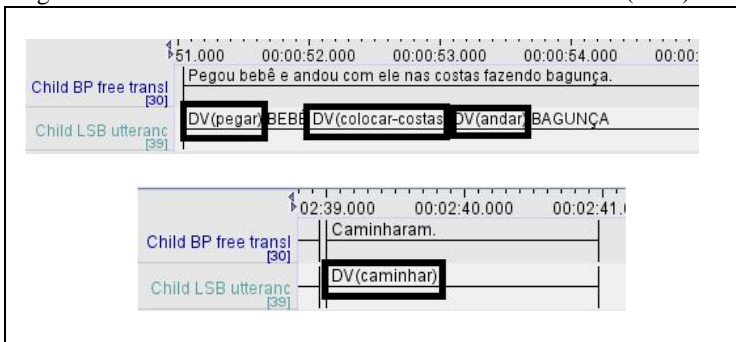 51.000 00:00:52.000 00:00:53.000 00:00:54.000 00:00:
Pegou bebê e andou com ele nas costas fazendo bagunça.
Child BP free transl
[30]
DV(pegar) BEBÊ DV(colocar-costas DV(andar) BAGUNÇA
Child LSB utteranc
[39]
02:39.000 00:02:40.000 00:02:41.
Caminharam.
Child BP free transl
[30]
DV(caminhar)
Child LSB utteranc
[39]